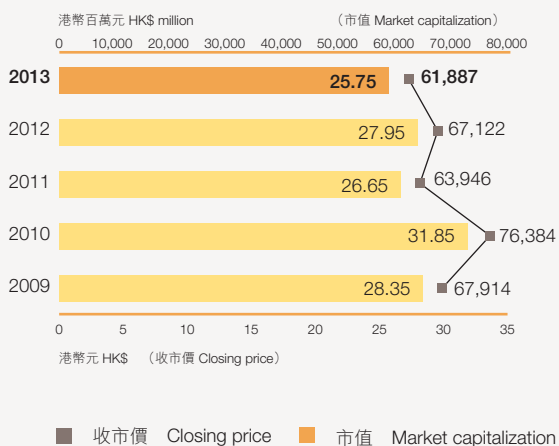 港幣百萬元 HK$ million （市值 Market capitalization）
0 10,000 20,000 30,000 40,000 50,000 60,000 70,000 80,000
2013 25.75 61,887
2012 27.95 67,122
2011 26.65 63,946
2010 31.85 76,384
2009 28.35 67,914
0 5 10 15 20 25 30 35
港幣元 HK$ （收市價 Closing price）
收市價 Closing price 市值 Market capitalization